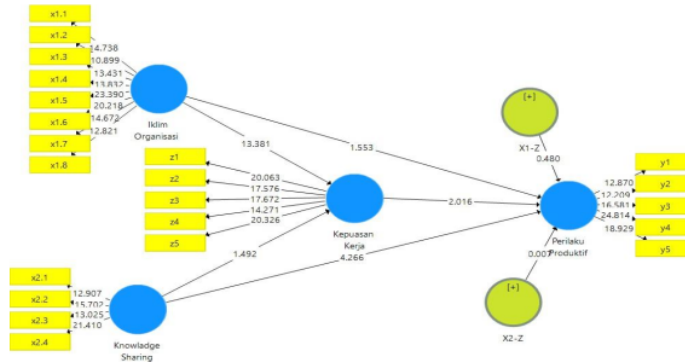 x1.1
x1.2
x1.3
x1.4
x1.5
x1.6
x1.7
x1.8
14.738
10.899
13.431
13.832
23.390
20.218
14.672
12.821
Iklim
Organisasi
13.381
1.553
[+]
X1-Z
0.480
z1
z2
z3
z4
z5
20.063
17.576
17.672
14.271
20.326
Kepuasan
Kerja
2.016
y1
y2
y3
y4
y5
12.870
12.209
16.581
24.814
18.929
Perilaku
Produktif
1.492
4.266
0.007
[+]
X2-Z
x2.1
x2.2
x2.3
x2.4
12.907
15.702
13.025
21.410
Knowladge
Sharing